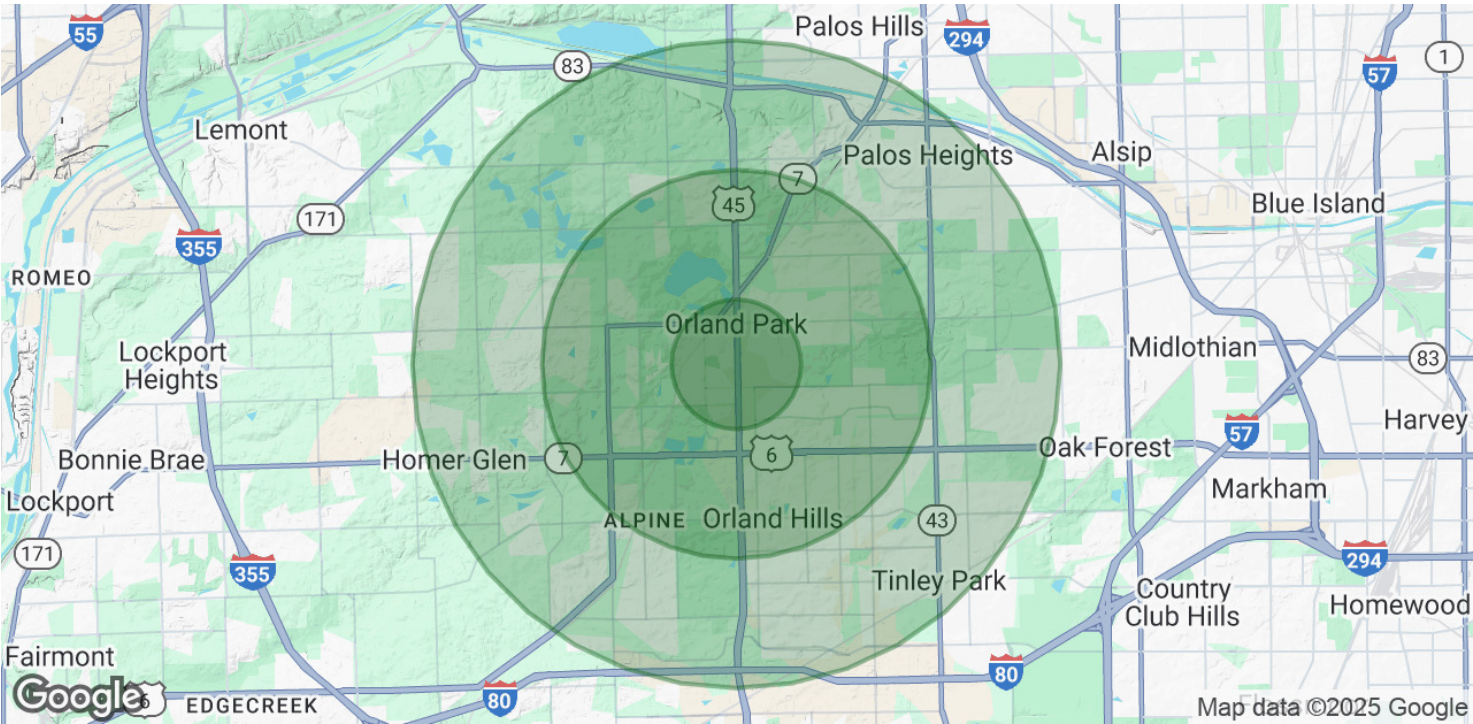 55
Palos Hills
294
1
83
57
Lemont
Palos Heights
Alsip
7
171
45
Blue Island
355
ROMEO
Orland Park
Lockport
Heights
Midlothian
83
Harvey
57
Bonnie Brae
Homer Glen
7
6
Oak Forest
Lockport
Markham
ALPINE
Orland Hills
43
171
294
355
Tinley Park
Country
Club Hills
Homewood
Fairmont
80
Google
6
EDGECREEK
80
Map data ©2025 Google